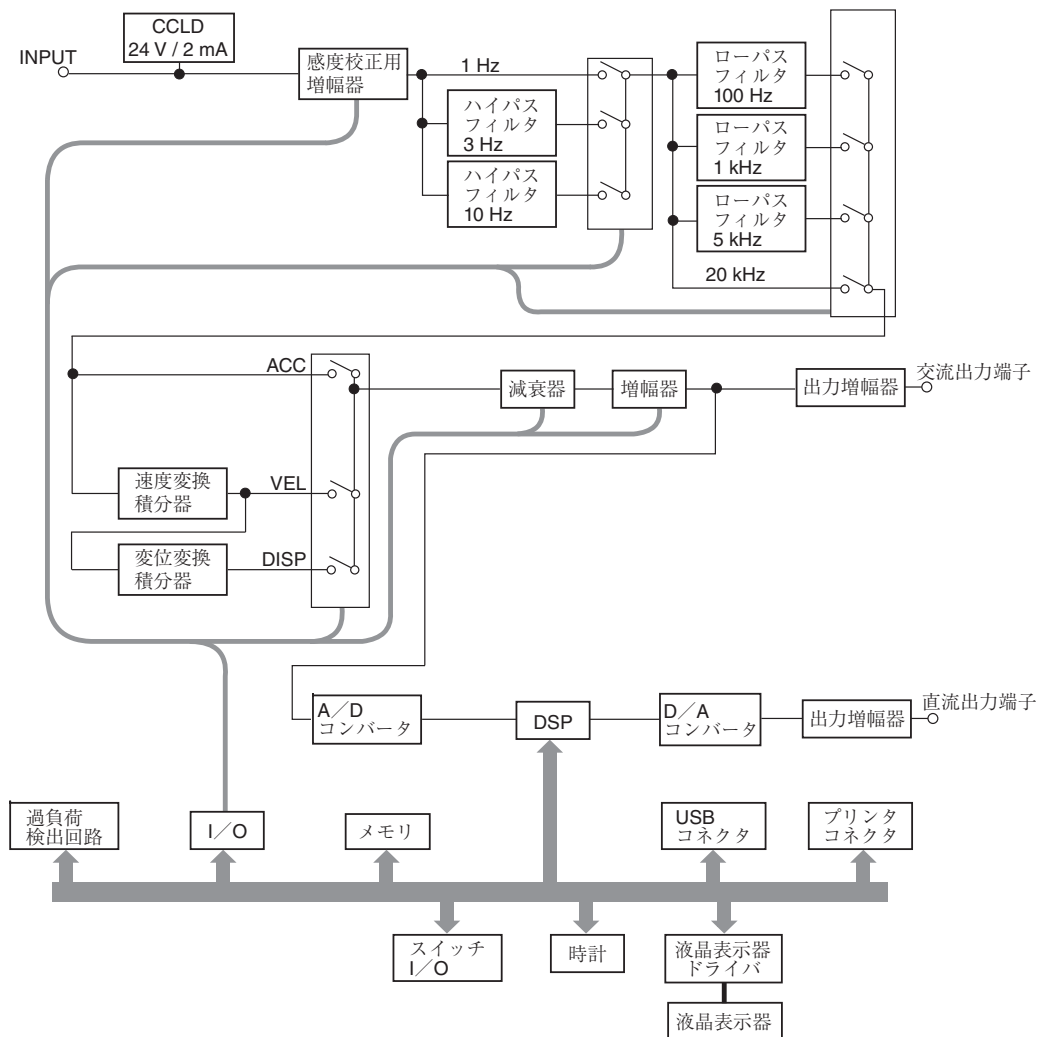 CCLD
24 V / 2 mA
INPUT
感度校正用
増幅器
1 Hz
ハイパス
フィルタ
3 Hz
ハイパス
フィルタ
10 Hz
ローパス
フィルタ
100 Hz
ローパス
フィルタ
1 kHz
ローパス
フィルタ
5 kHz
20 kHz
ACC
減衰器
増幅器
出力増幅器
交流出力端子
速度変換
積分器
VEL
変位変換
積分器
DISP
A／D
コンバータ
DSP
D／A
コンバータ
出力増幅器
直流出力端子
過負荷
検出回路
I／O
メモリ
USB
コネクタ
プリンタ
コネクタ
スイッチ
I／O
時計
液晶表示器
ドライバ
液晶表示器